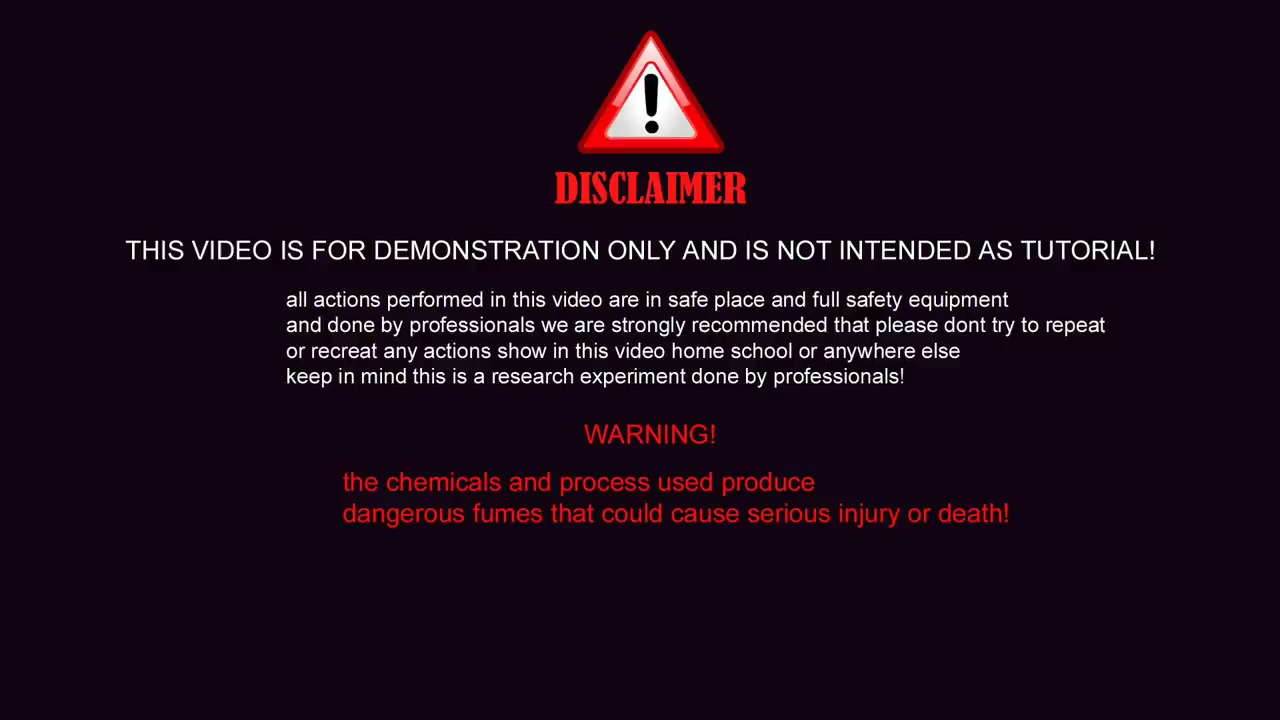 DISCLAIMER
THIS VIDEO IS FOR DEMONSTRATION ONLY AND IS NOT INTENDED AS TUTORIAL!
all actions performed in this video are in safe place and full safety equipment
and done by professionals we are strongly recommended that please dont try to repeat
or recreat any actions show in this video home school or anywhere else
keep in mind this is a research experiment done by professionals!
WARNING!
the chemicals and process used produce
dangerous fumes that could cause serious injury or death!